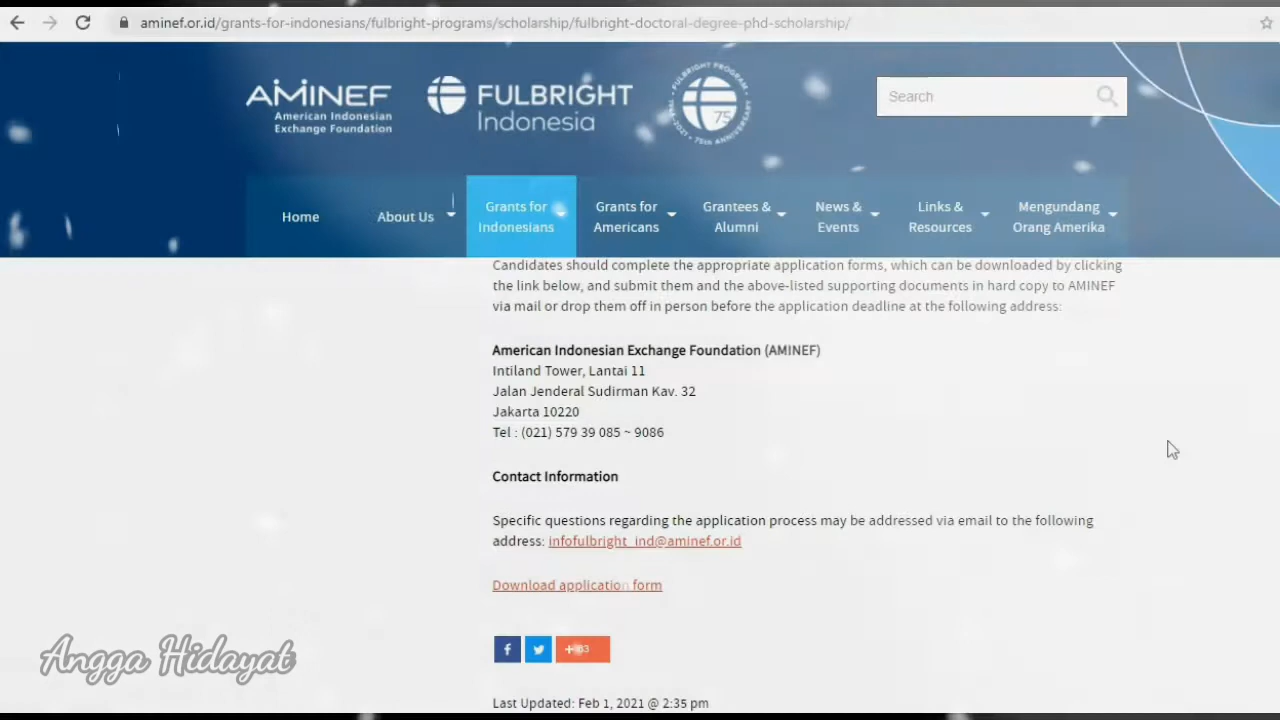 aminef.or.id/grants-for-indonesians/fulbright-programs/scholarship/fulbright-doctoral-degree-phd-scholarship/
AMINEF
American Indonesian
Exchange Foundation
FULBRIGHT
Indonesia
75
Search
Home
About Us
Grants for
Indonesians
Grants for
Americans
Grantees &
Alumni
News &
Events
Links &
Resources
Mengundang
Orang Amerika
Candidates should complete the appropriate application forms, which can be downloaded by clicking
the link below, and submit them and the above-listed supporting documents in hard copy to AMINEF
via mail or drop them off in person before the application deadline at the following address:
American Indonesian Exchange Foundation (AMINEF)
Intiland Tower, Lantai 11
Jalan Jenderal Sudirman Kav. 32
Jakarta 10220
Tel : (021) 579 39 085 ~ 9086
Contact Information
Specific questions regarding the application process may be addressed via email to the following
address: infofulbright_ind@aminef.or.id
Download application form
Angga Hidayat
Last Updated: Feb 1, 2021 @ 2:35 pm